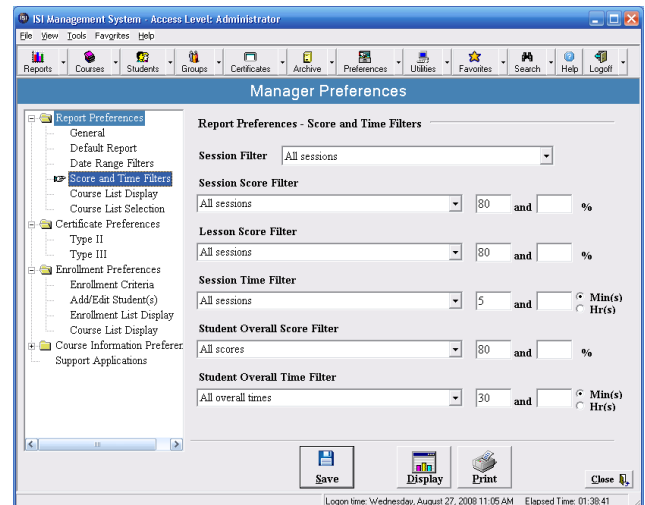 ISI Management System - Access Level: Administrator
File View Tools Favorites Help
Reports Courses Students Groups Certificates Archive Preferences Utilities Favorites Search Help Logoff
Manager Preferences
Report Preferences
General
Default Report
Date Range Filters
Score and Time Filters
Course List Display
Course List Selection
Certificate Preferences
Type II
Type III
Enrollment Preferences
Enrollment Criteria
Add/Edit Student(s)
Enrollment List Display
Course List Display
Course Information Preferen
Support Applications
Report Preferences - Score and Time Filters
Session Filter All sessions
Session Score Filter
All sessions 80 and %
Lesson Score Filter
All sessions 80 and %
Session Time Filter
All sessions 5 and Min(s)
Hr(s)
Student Overall Score Filter
All scores 80 and %
Student Overall Time Filter
All overall times 30 and Min(s)
Hr(s)
Save Display Print Close
Logon time: Wednesday, August 27, 2008 11:05 AM Elapsed Time: 01:38:41